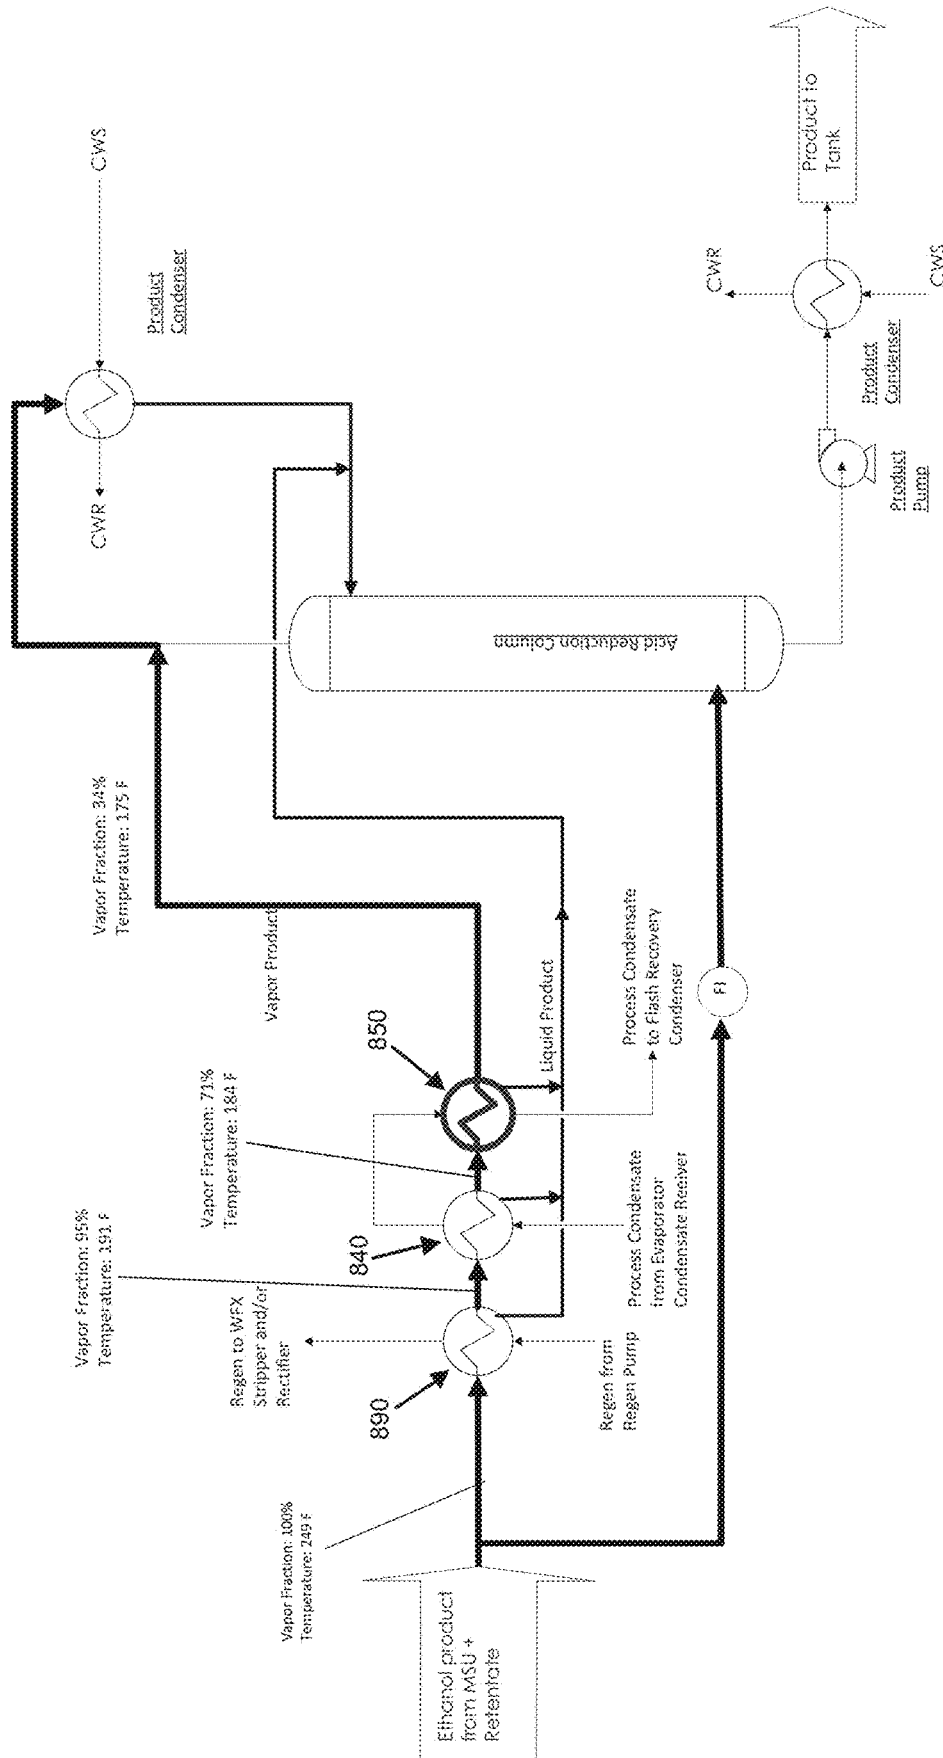 Ethanol product
from MSU +
Retentate
Vapor Fraction: 100%
Temperature: 249 F
Vapor Fraction: 95%
Temperature: 191 F
Vapor Fraction: 71%
Temperature: 184 F
Vapor Fraction: 34%
Temperature: 175 F
Regen to WFX
Stripper and/or
Rectifier
890
840
850
Regen from
Regen Pump
Process Condensate
from Evaporator
Condensate Reeiver
Process Condensate
to Flash Recovery
Condenser
Vapor Product
Liquid Product
FI
Acid Reduction Column
CWR
CWS
Product
Condenser
Product
Pump
Product
Condenser
CWR
CWS
Product to
Tank